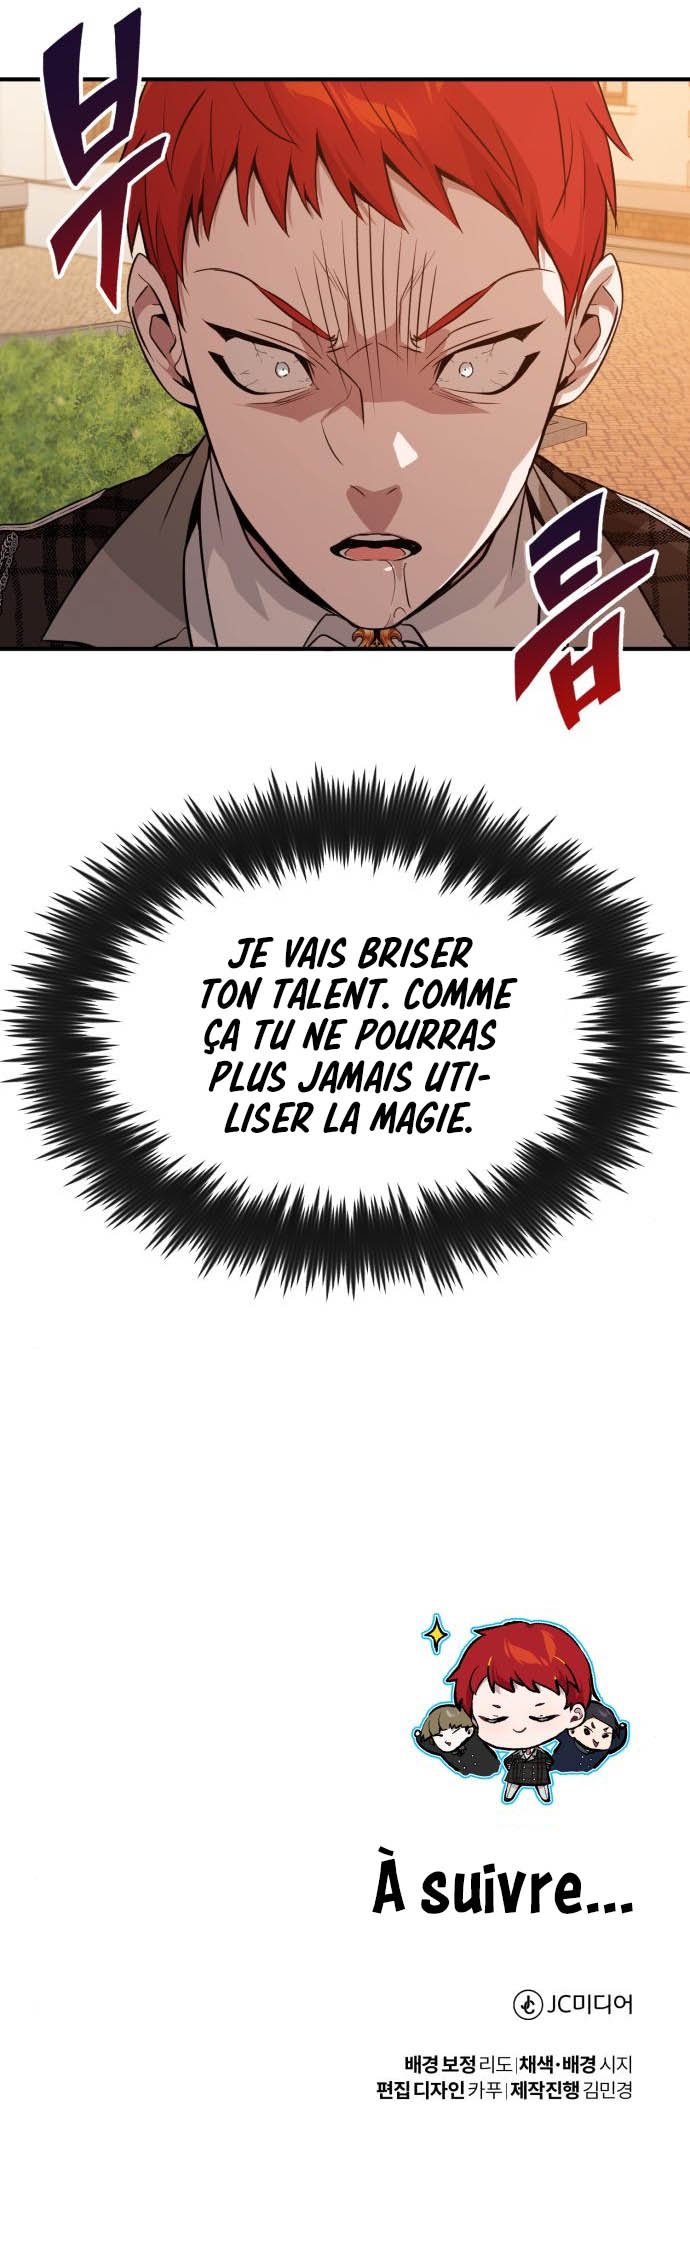 부
릅
JE VAIS BRISER
TON TALENT. COMME
ÇA TU NE POURRAS
PLUS JAMAIS UTI-
LISER LA MAGIE.
À suivre...
JC미디어
배경 보정 리도 | 채색·배경 시지
편집 디자인 카푸 | 제작진행 김민경